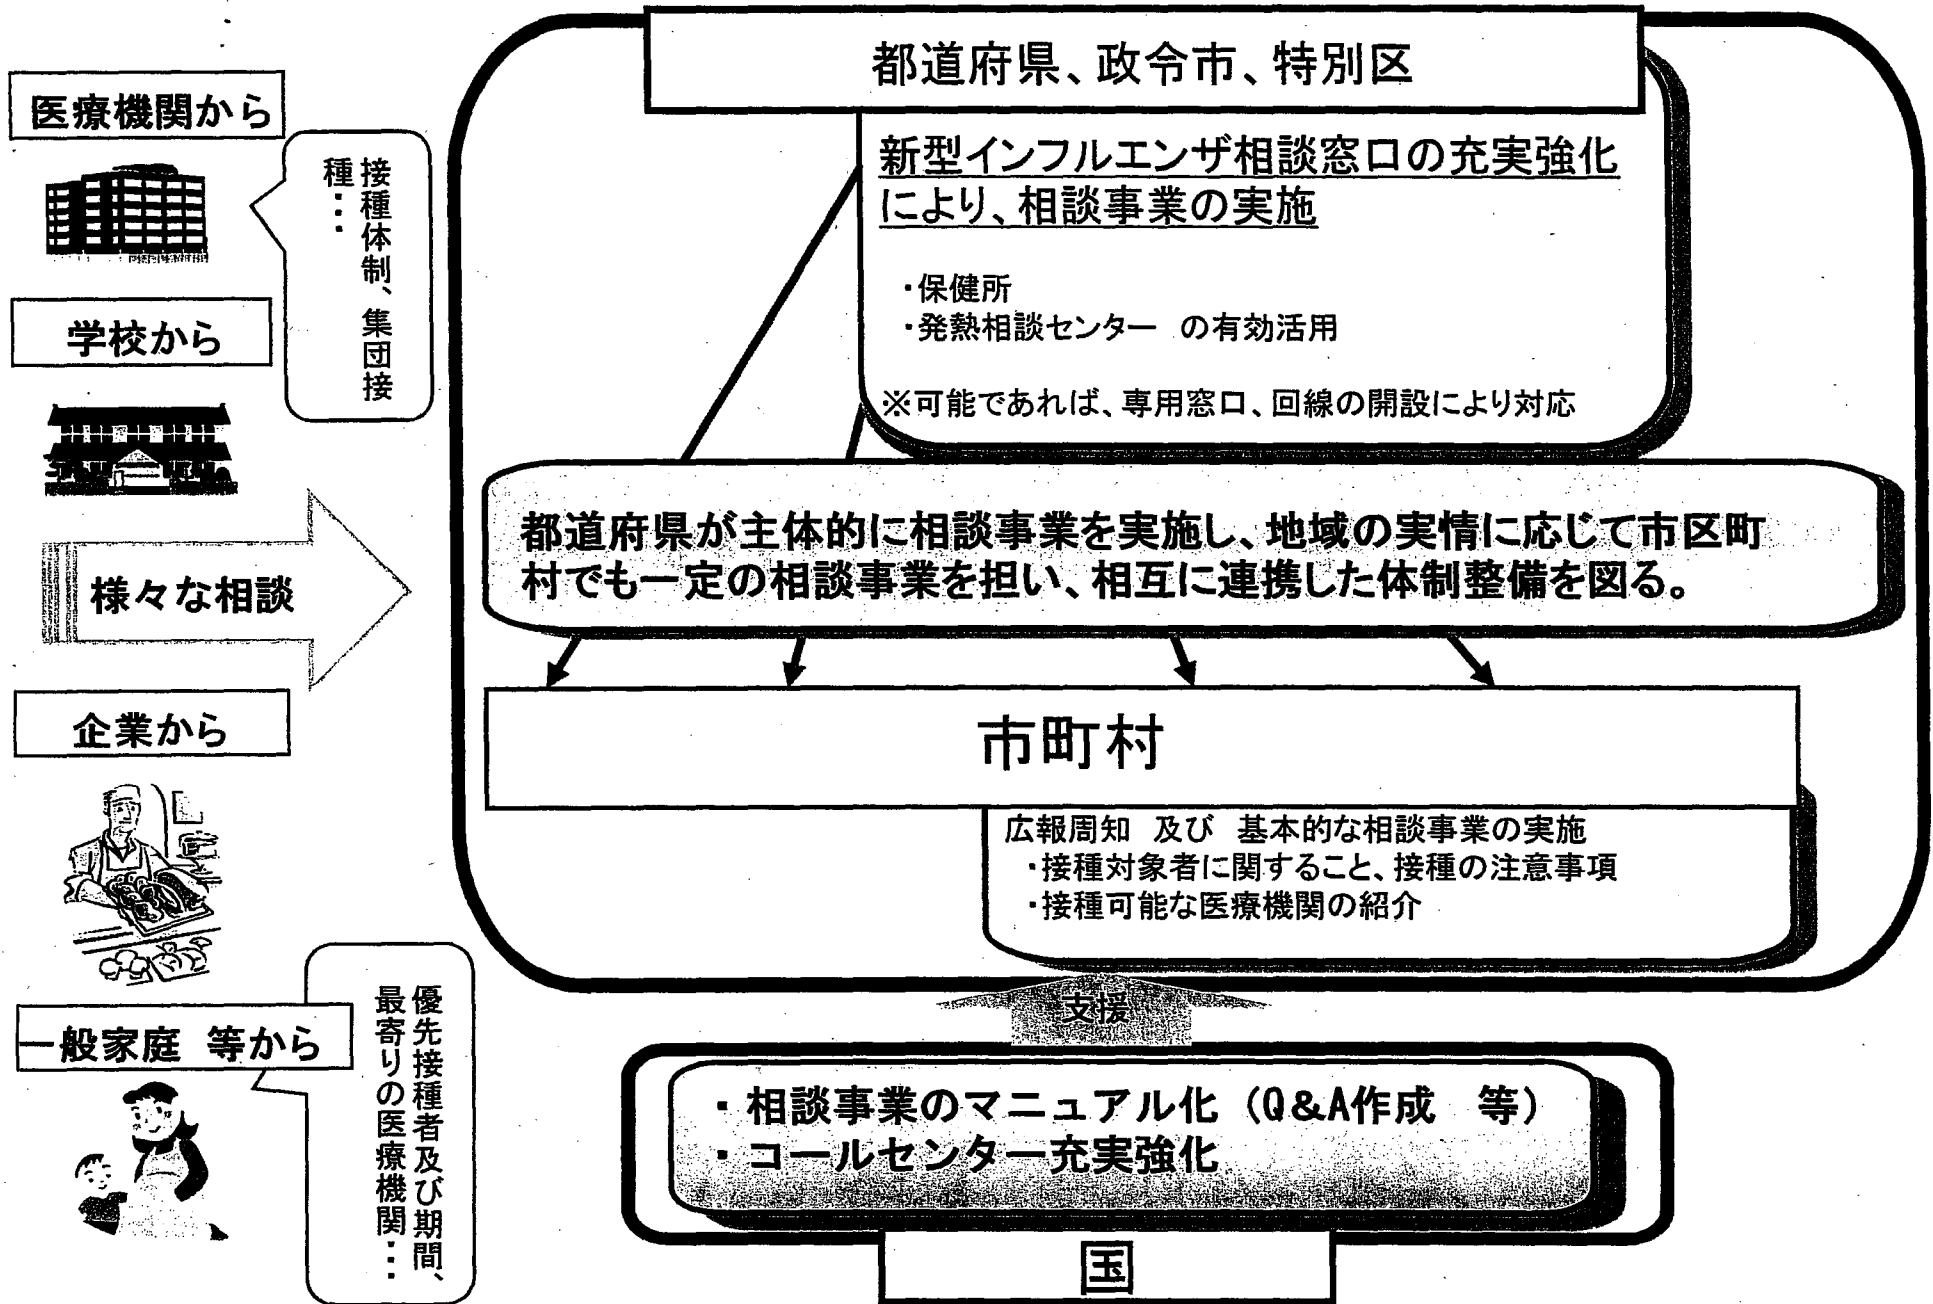 都道府県、政令市、特別区
医療機関から
接種体制、集団接
種・・・
学校から
様々な相談
企業から
一般家庭　等から
優先接種者及び期間、
最寄りの医療機関・・・
新型インフルエンザ相談窓口の充実強化
により、相談事業の実施
・保健所
・発熱相談センター　の有効活用
※可能であれば、専用窓口、回線の開設により対応
都道府県が主体的に相談事業を実施し、地域の実情に応じて市区町
村でも一定の相談事業を担い、相互に連携した体制整備を図る。
市町村
広報周知　及び　基本的な相談事業の実施
・接種対象者に関すること、接種の注意事項
・接種可能な医療機関の紹介
支援
・相談事業のマニュアル化（Q&A作成　等）
・コールセンター充実強化
国